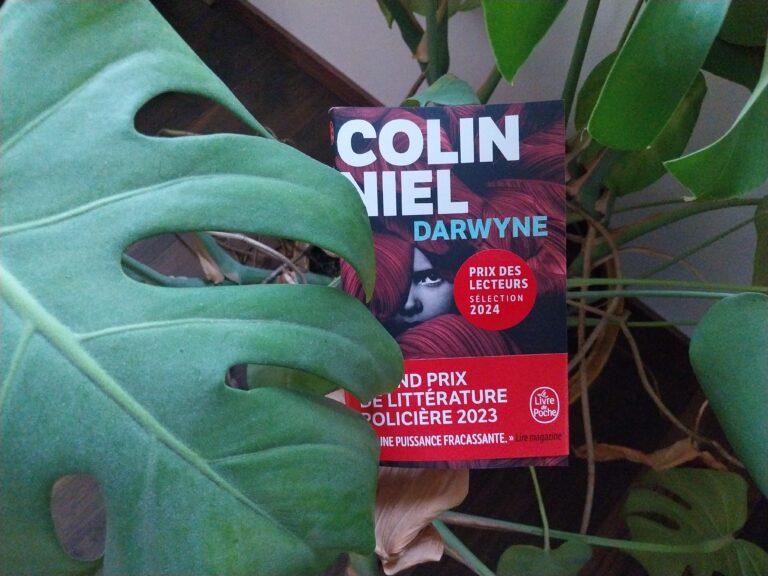 COLIN
NIEL
DARWYNE
PRIX DES
LECTEURS
SÉLECTION
2024
ND PRIX
DE LITTÉRATURE
POLICIÈRE 2023
INE PUISSANCE FRACASSANTE. » Lire magazine
Le
Livre
de
Poche